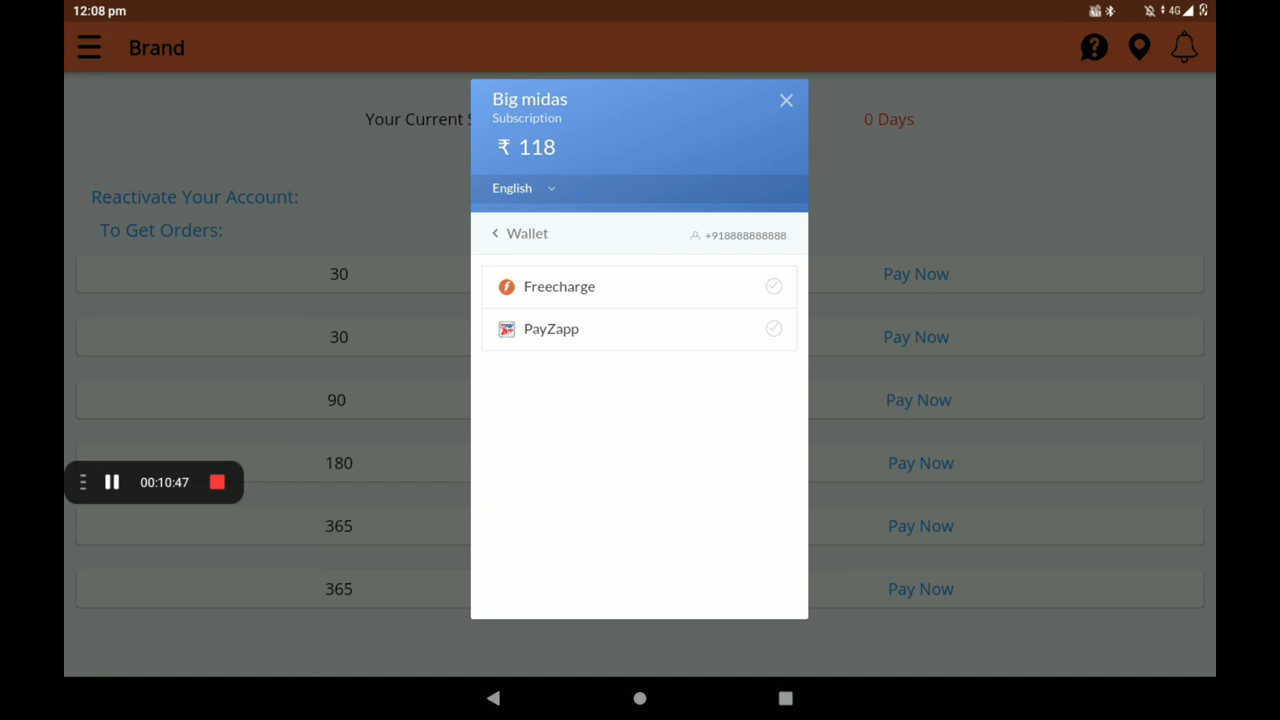 12:08 pm
4G
Brand
Your Current S
0 Days
Big midas
Subscription
₹ 118
English
Wallet
+918888888888
Freecharge
PayZapp
Reactivate Your Account:
To Get Orders:
30 Pay Now
30 Pay Now
90 Pay Now
180 Pay Now
00:10:47
365 Pay Now
365 Pay Now